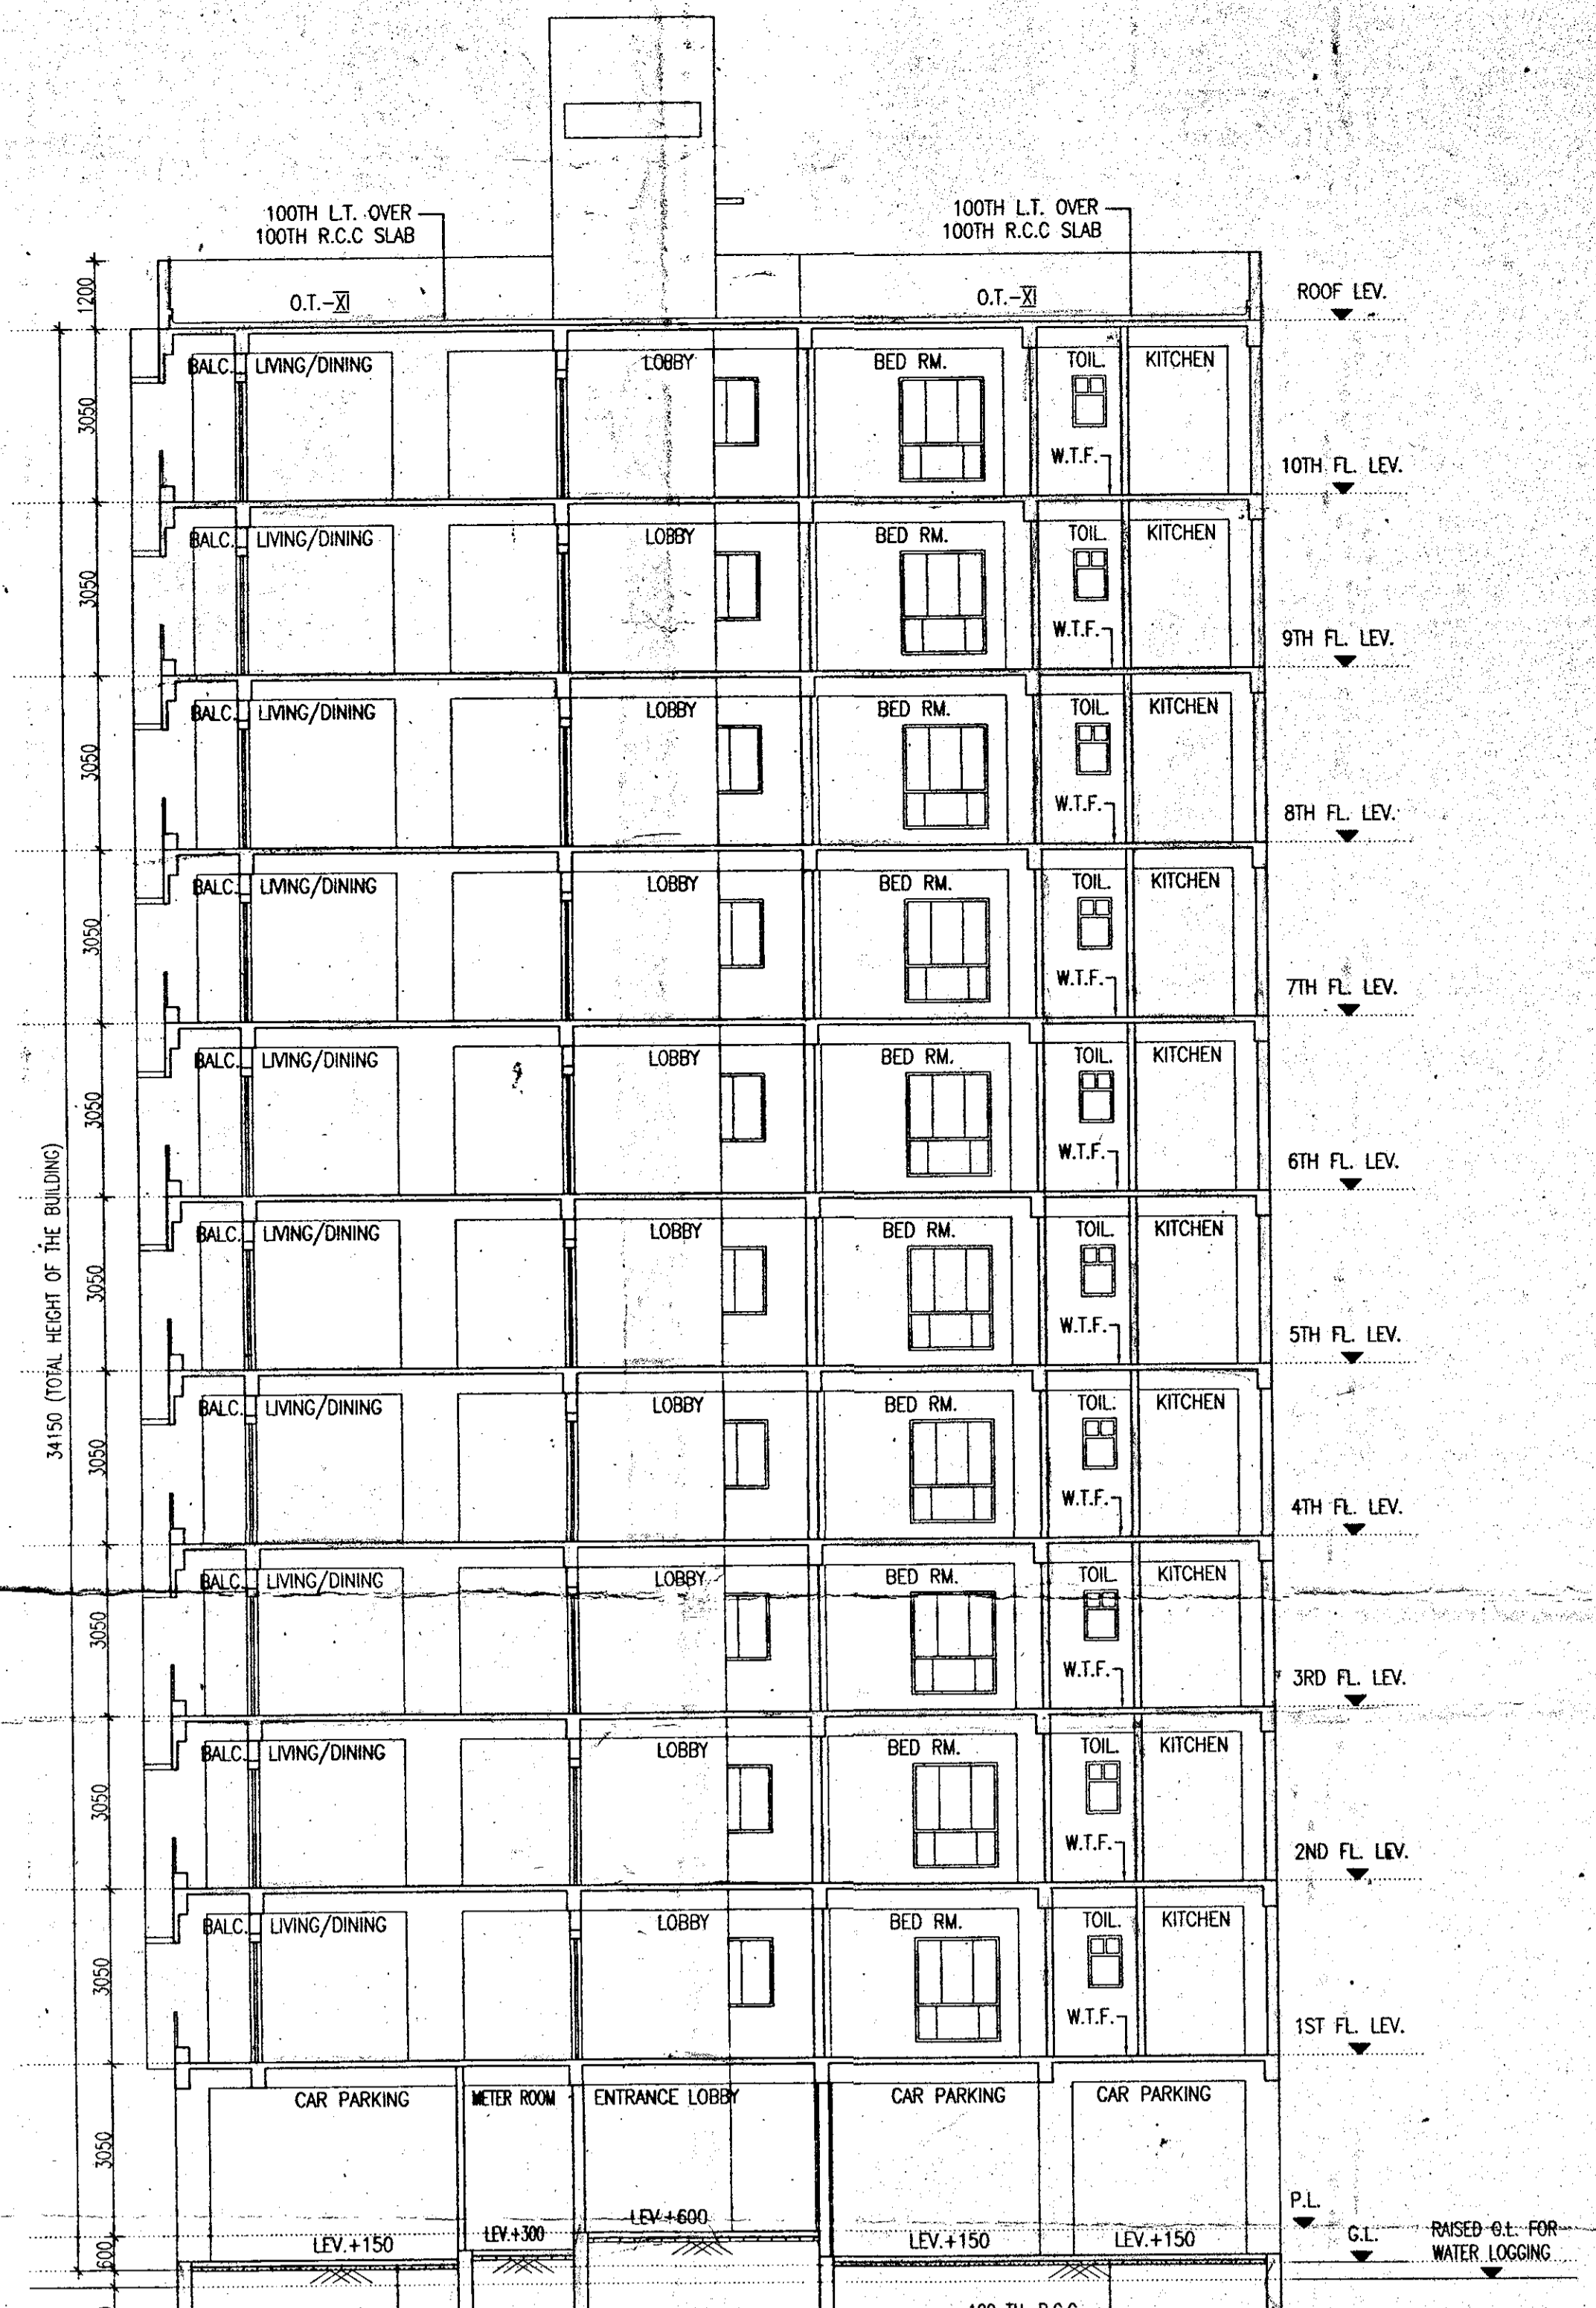 100TH L.T. OVER
100TH R.C.C SLAB
100TH L.T. OVER
100TH R.C.C SLAB
1200
O.T.-XI
O.T.-XI
ROOF LEV.
3050
BALC. LIVING/DINING LOBBY BED RM. TOIL. KITCHEN
W.T.F.
10TH FL. LEV.
3050
BALC. LIVING/DINING LOBBY BED RM. TOIL. KITCHEN
W.T.F.
9TH FL. LEV.
3050
BALC. LIVING/DINING LOBBY BED RM. TOIL. KITCHEN
W.T.F.
8TH FL. LEV.
3050
BALC. LIVING/DINING LOBBY BED RM. TOIL. KITCHEN
W.T.F.
7TH FL. LEV.
3050
BALC. LIVING/DINING LOBBY BED RM. TOIL. KITCHEN
W.T.F.
6TH FL. LEV.
34150 (TOTAL HEIGHT OF THE BUILDING)
3050
BALC. LIVING/DINING LOBBY BED RM. TOIL. KITCHEN
W.T.F.
5TH FL. LEV.
3050
BALC. LIVING/DINING LOBBY BED RM. TOIL. KITCHEN
W.T.F.
4TH FL. LEV.
3050
BALC. LIVING/DINING LOBBY BED RM. TOIL. KITCHEN
W.T.F.
3RD FL. LEV.
3050
BALC. LIVING/DINING LOBBY BED RM. TOIL. KITCHEN
W.T.F.
2ND FL. LEV.
3050
BALC. LIVING/DINING LOBBY BED RM. TOIL. KITCHEN
W.T.F.
1ST FL. LEV.
3050
CAR PARKING METER ROOM ENTRANCE LOBBY CAR PARKING CAR PARKING
P.L.
LEV.+150 LEV.+300 LEV.+600 LEV.+150 LEV.+150
G.L.
RAISED G.L. FOR
WATER LOGGING
600